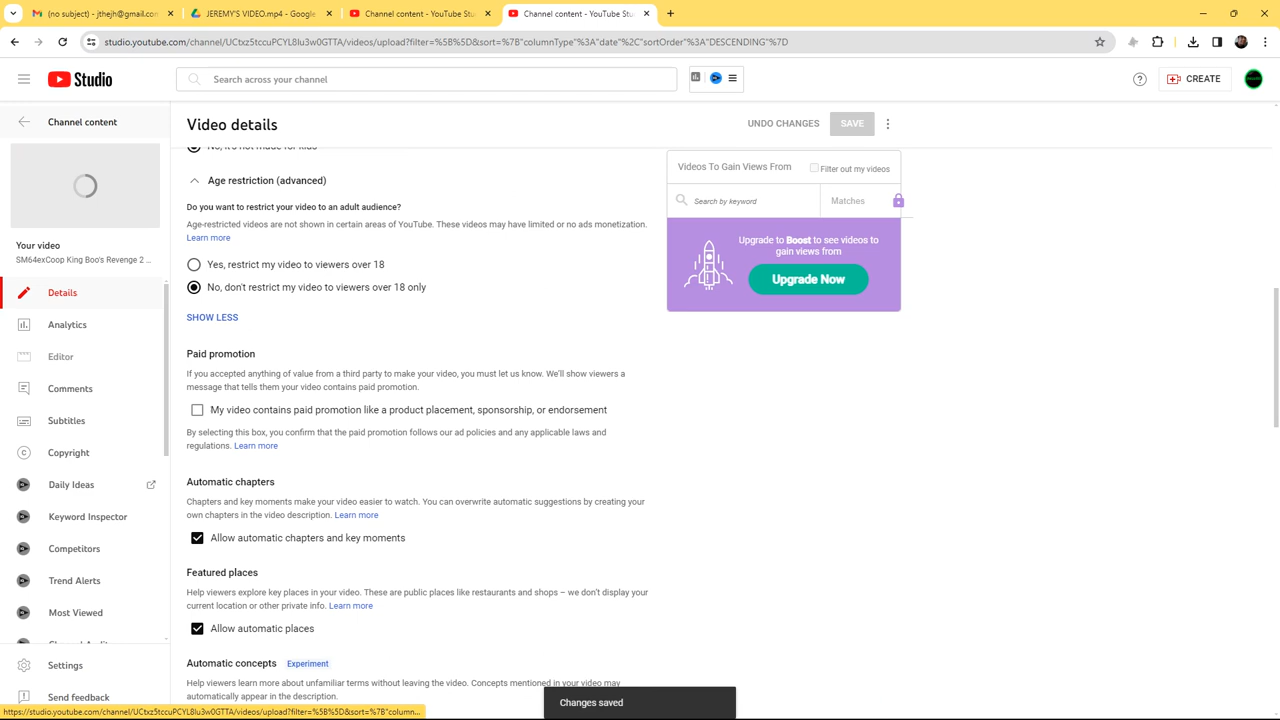 (no subject) - jthejh@gmail.com
JEREMY'S VIDEO.mp4 - Google
Channel content - YouTube Stu
Channel content - YouTube Stu
studio.youtube.com/channel/UCtxz5tccuPCYL8Iu3w0GTTA/videos/upload?filter=%5B%5D&sort=%7B"columnType"%3A"date"%2C"sortOrder"%3A"DESCENDING"%7D
Studio
Search across your channel
CREATE
Channel content
Your video
SM64exCoop King Boo's Revenge 2 ...
Details
Analytics
Editor
Comments
Subtitles
Copyright
Daily Ideas
Keyword Inspector
Competitors
Trend Alerts
Most Viewed
Settings
Send feedback
Video details
UNDO CHANGES
SAVE
No, it's not made for kids
Age restriction (advanced)
Do you want to restrict your video to an adult audience?
Age-restricted videos are not shown in certain areas of YouTube. These videos may have limited or no ads monetization.
Learn more
Yes, restrict my video to viewers over 18
No, don't restrict my video to viewers over 18 only
SHOW LESS
Paid promotion
If you accepted anything of value from a third party to make your video, you must let us know. We'll show viewers a
message that tells them your video contains paid promotion.
My video contains paid promotion like a product placement, sponsorship, or endorsement
By selecting this box, you confirm that the paid promotion follows our ad policies and any applicable laws and
regulations. Learn more
Automatic chapters
Chapters and key moments make your video easier to watch. You can overwrite automatic suggestions by creating your
own chapters in the video description. Learn more
Allow automatic chapters and key moments
Featured places
Help viewers explore key places in your video. These are public places like restaurants and shops – we don't display your
current location or other private info. Learn more
Allow automatic places
Automatic concepts Experiment
Help viewers learn more about unfamiliar terms without leaving the video. Concepts mentioned in your video may
automatically appear in the description.
Videos To Gain Views From
Filter out my videos
Search by keyword
Matches
Upgrade to Boost to see videos to
gain views from
Upgrade Now
Changes saved
https://studio.youtube.com/channel/UCtxz5tccuPCYL8Iu3w0GTTA/videos/upload?filter=%5B%5D&sort=%7B"column...